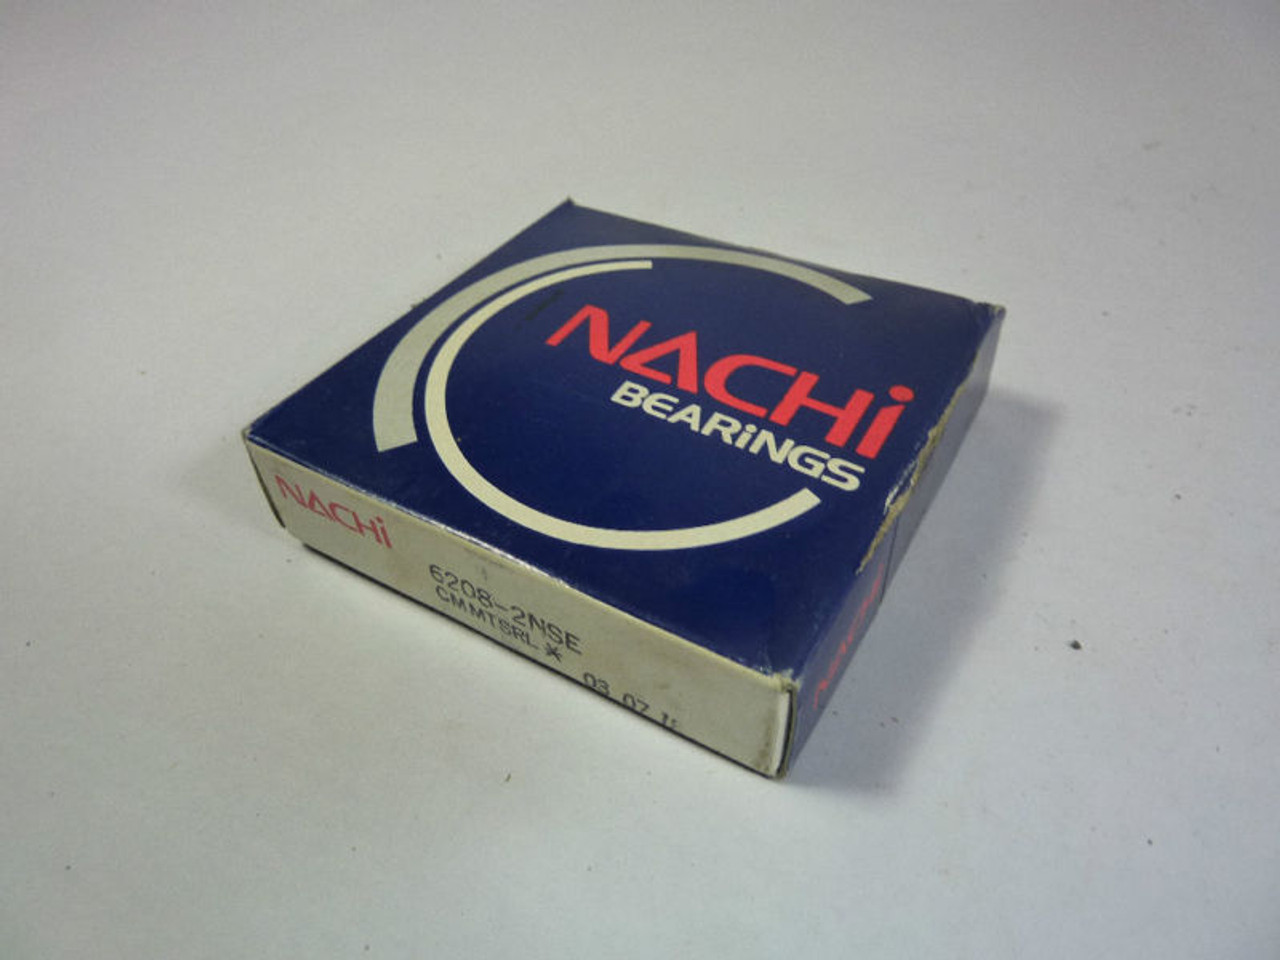 NACHi
BEARiNGS
NACHi
6208-2NSE
CMMTSRL *
03 07
NACHi